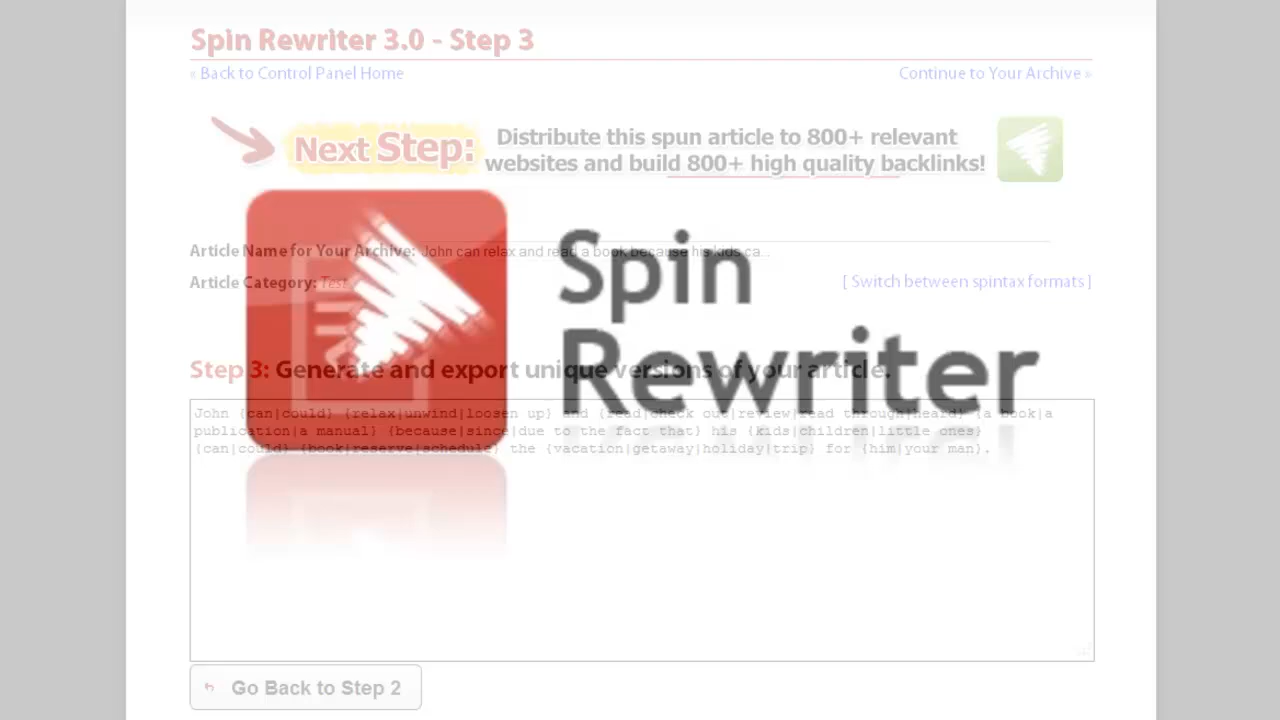 Spin Rewriter 3.0 - Step 3
« Back to Control Panel Home
Continue to Your Archive »
Next Step:
Distribute this spun article to 800+ relevant
websites and build 800+ high quality backlinks!
Spin
Rewriter
Article Name for Your Archive: John can relax and read a book because his kids ca...
Article Category: Test
[ Switch between spintax formats ]
Step 3: Generate and export unique versions of your article.
John {can|could} {relax|unwind|loosen up} and {read|check out|review|read through|heard} {a book|a
publication|a manual} {because|since|due to the fact that} his {kids|children|little ones}
{can|could} {book|reserve|schedule} the {vacation|getaway|holiday|trip} for {him|your man}.
Go Back to Step 2